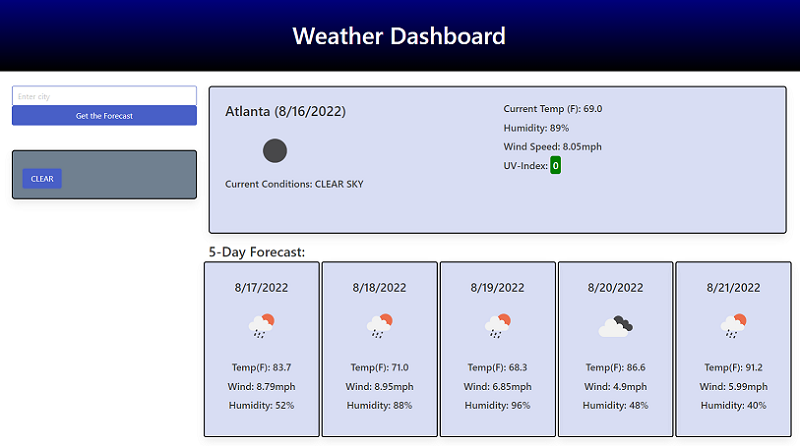 Weather Dashboard
Enter city
Get the Forecast
CLEAR
Atlanta (8/16/2022)
Current Conditions: CLEAR SKY
Current Temp (F): 69.0
Humidity: 89%
Wind Speed: 8.05mph
UV-Index: 0
5-Day Forecast:
8/17/2022
Temp(F): 83.7
Wind: 8.79mph
Humidity: 52%
8/18/2022
Temp(F): 71.0
Wind: 8.95mph
Humidity: 88%
8/19/2022
Temp(F): 68.3
Wind: 6.85mph
Humidity: 96%
8/20/2022
Temp(F): 86.6
Wind: 4.9mph
Humidity: 48%
8/21/2022
Temp(F): 91.2
Wind: 5.99mph
Humidity: 40%